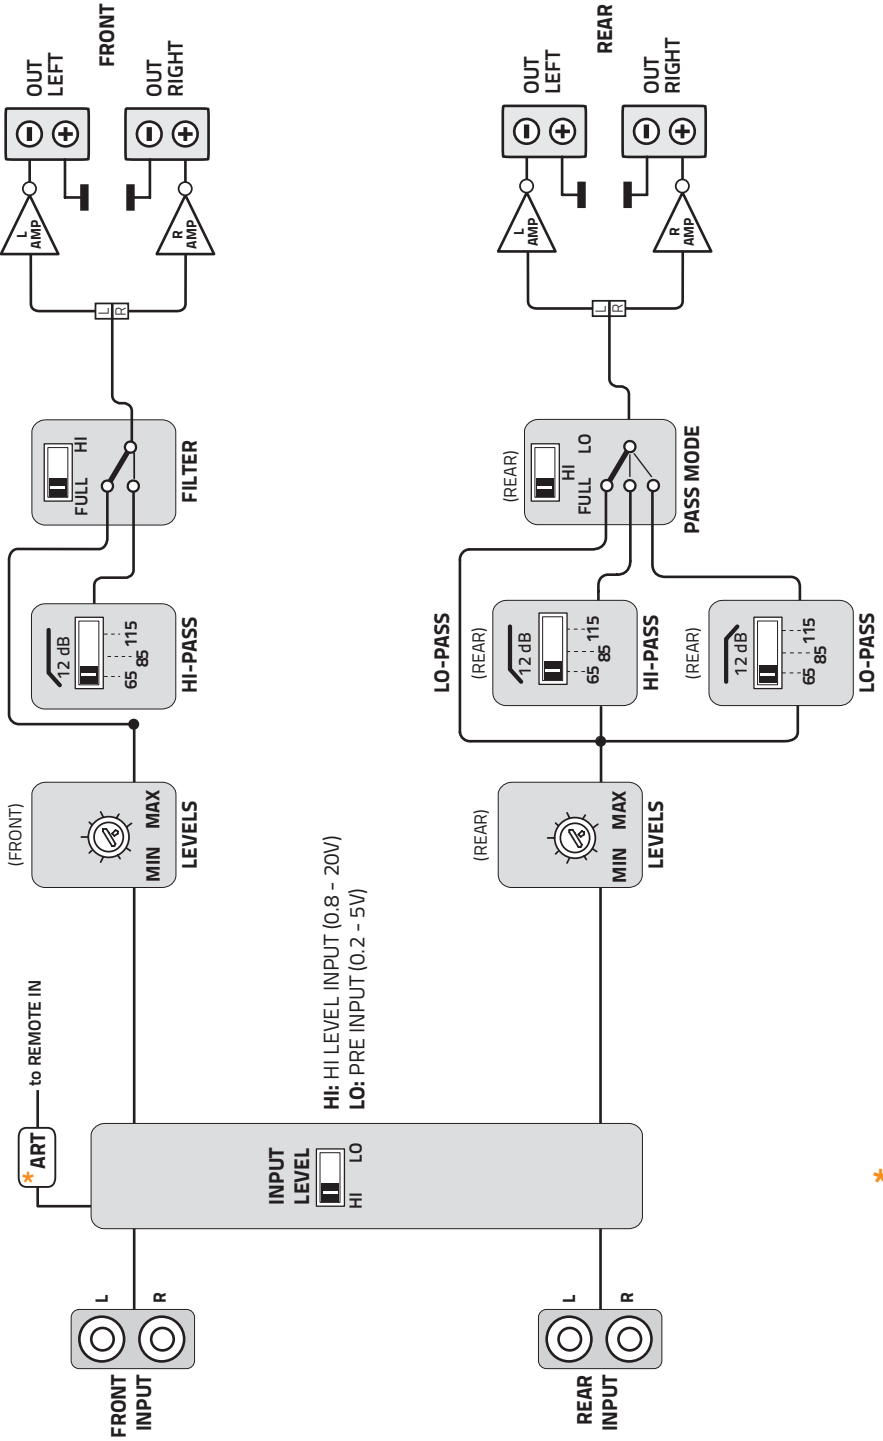 FRONT
INPUT
L
R
* ART
to REMOTE IN
INPUT
LEVEL
HI LO
HI: HI LEVEL INPUT (0.8 - 20V)
LO: PRE INPUT (0.2 - 5V)
(FRONT)
MIN MAX
LEVELS
12 dB
65 85 115
HI-PASS
FULL HI
FILTER
L
R
L
AMP
R
AMP
OUT
LEFT
OUT
RIGHT
FRONT
REAR
INPUT
L
R
(REAR)
MIN MAX
LEVELS
LO-PASS
(REAR)
12 dB
65 85 115
HI-PASS
(REAR)
12 dB
65 85 115
LO-PASS
(REAR)
HI
FULL LO
PASS MODE
L
R
L
AMP
R
AMP
OUT
LEFT
OUT
RIGHT
REAR
*